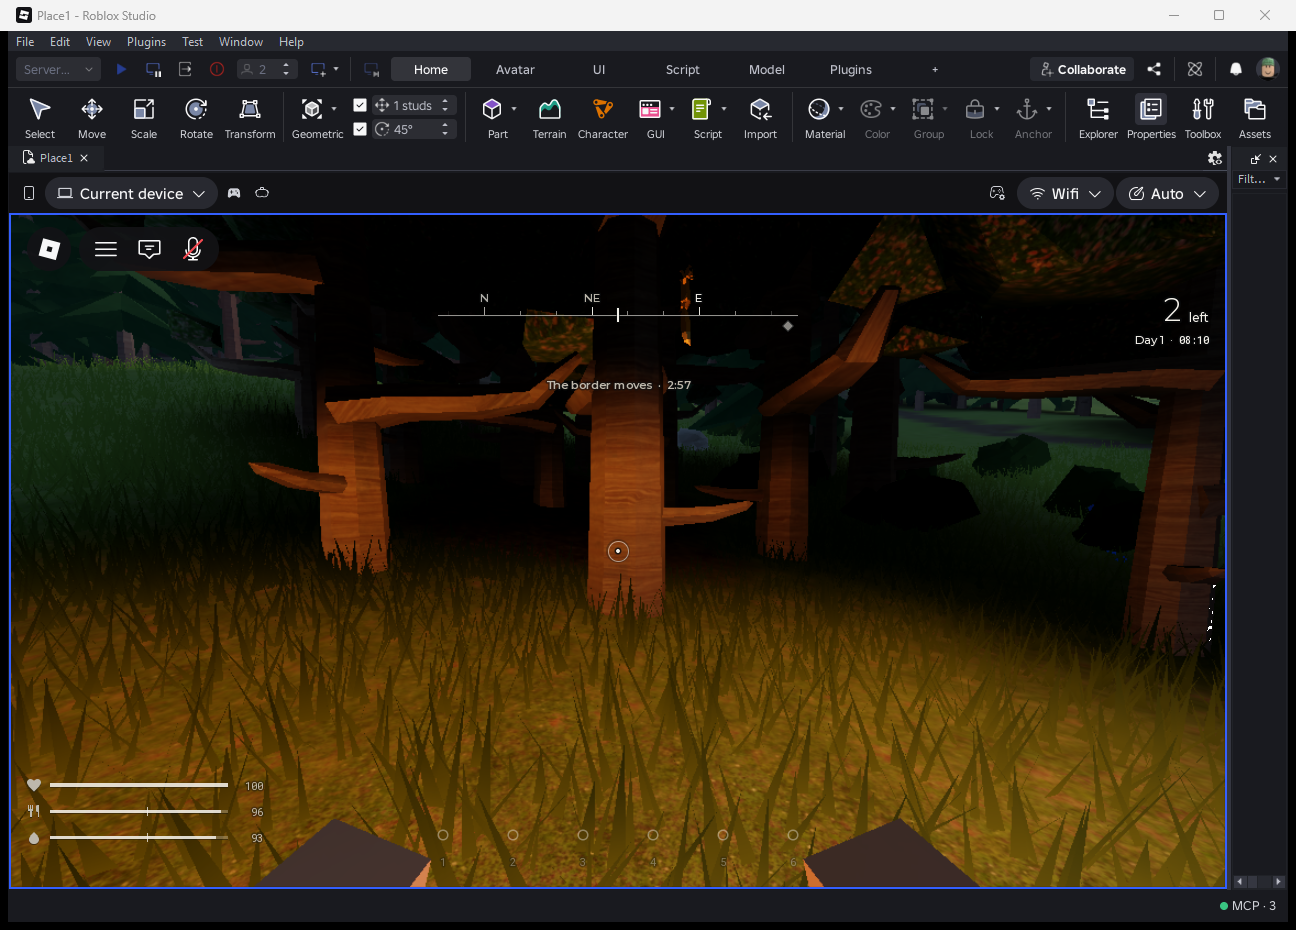 Place1 - Roblox Studio
File Edit View Plugins Test Window Help
Server... 2 Home Avatar UI Script Model Plugins + Collaborate
1 studs
45°
Select Move Scale Rotate Transform Geometric Part Terrain Character GUI Script Import Material Color Group Lock Anchor Explorer Properties Toolbox Assets
Place1
Filt...
Current device Wifi Auto
N NE E
2 left
Day 1 · 08:10
The border moves · 2:57
100
96
93
1 2 3 4 5 6
MCP · 3